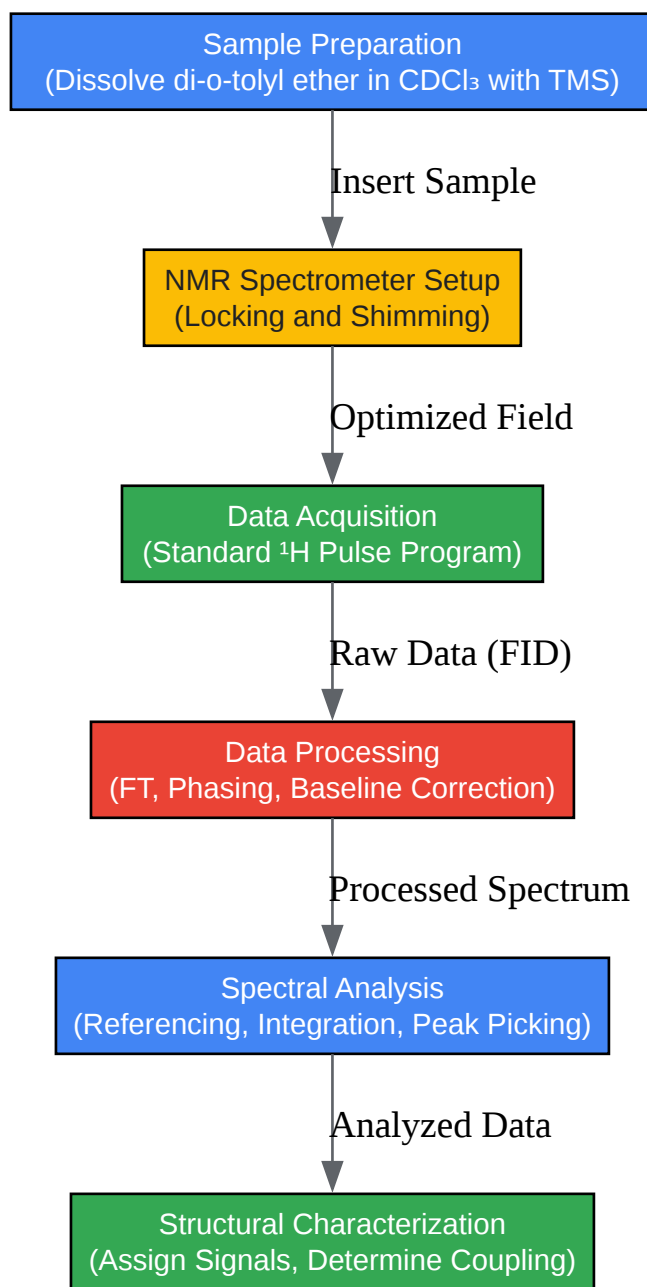 Sample Preparation
(Dissolve di-o-tolyl ether in CDCl₃ with TMS)
Insert Sample
NMR Spectrometer Setup
(Locking and Shimming)
Optimized Field
Data Acquisition
(Standard ¹H Pulse Program)
Raw Data (FID)
Data Processing
(FT, Phasing, Baseline Correction)
Processed Spectrum
Spectral Analysis
(Referencing, Integration, Peak Picking)
Analyzed Data
Structural Characterization
(Assign Signals, Determine Coupling)